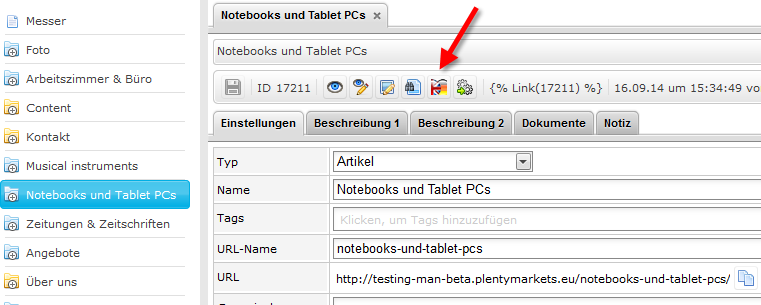 Messer
Foto
Arbeitszimmer & Büro
Content
Kontakt
Musical instruments
Notebooks und Tablet PCs
Zeitungen & Zeitschriften
Angebote
Über uns
Notebooks und Tablet PCs ×
Notebooks und Tablet PCs
ID 17211 {% Link(17211) %} 16.09.14 um 15:34:49 vo
Einstellungen Beschreibung 1 Beschreibung 2 Dokumente Notiz
Typ Artikel
Name Notebooks und Tablet PCs
Tags Klicken, um Tags hinzuzufügen
URL-Name notebooks-und-tablet-pcs
URL http://testing-man-beta.plentymarkets.eu/notebooks-und-tablet-pcs/